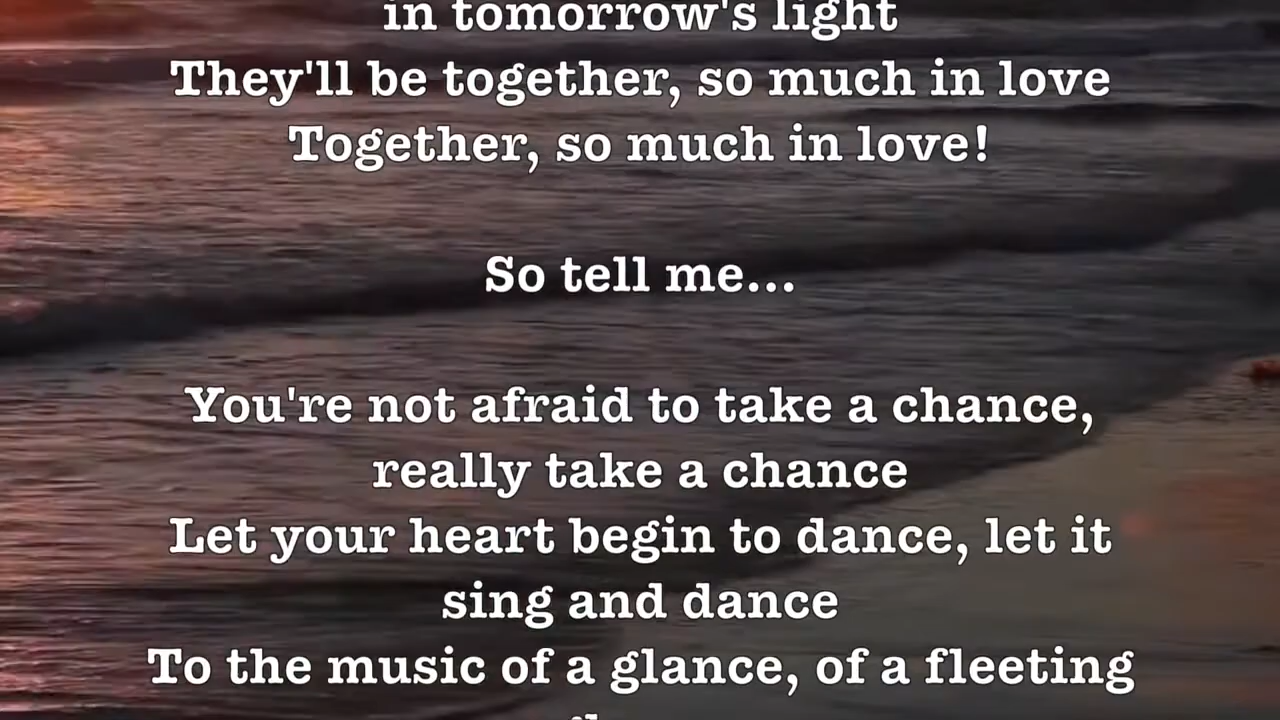 in tomorrow's light
They'll be together, so much in love
Together, so much in love!
So tell me...
You're not afraid to take a chance,
really take a chance
Let your heart begin to dance, let it
sing and dance
To the music of a glance, of a fleeting